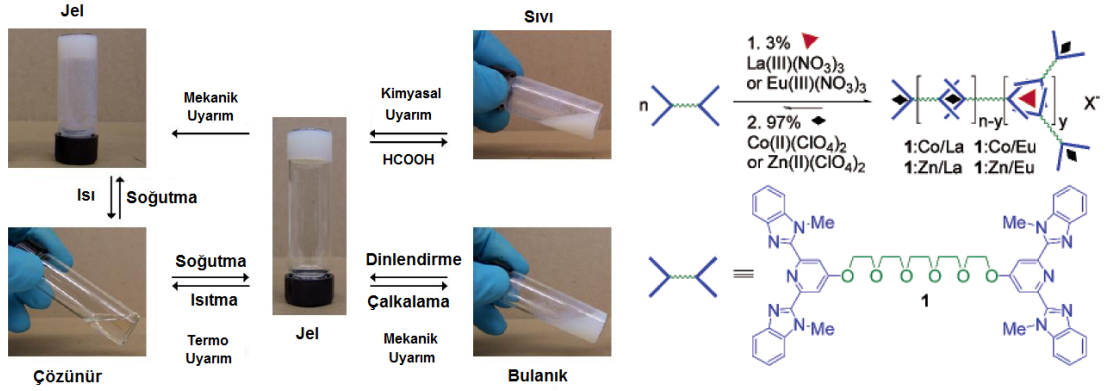 Jel
Mekanik
Uyarım
Kimyasal
Uyarım
HCOOH
Sıvı
Isı
Soğutma
Soğutma
Isıtma
Termo
Uyarım
Çözünür
Jel
Dinlendirme
Çalkalama
Mekanik
Uyarım
Bulanık
n
1. 3%
La(III)(NO3)3
or Eu(III)(NO3)3
2. 97%
Co(II)(ClO4)2
or Zn(II)(ClO4)2
n-y
y
X-
1:Co/La 1:Co/Eu
1:Zn/La 1:Zn/Eu
N-Me
N
N
O
O
O
O
O
O
N
Me
N
N
N
N
Me
1
Me
N
N